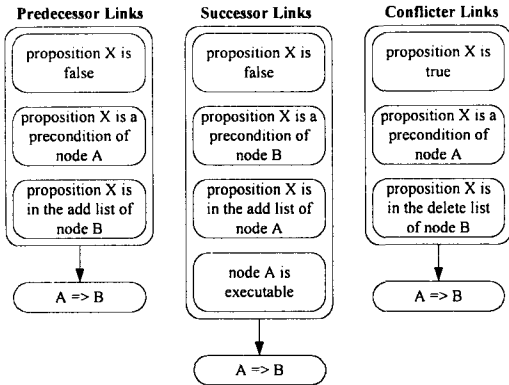 Predecessor Links
proposition X is
false
proposition X is a
precondition of
node A
proposition X is
in the add list of
node B
A => B
Successor Links
proposition X is
false
proposition X is a
precondition of
node B
proposition X is
in the add list of
node A
node A is
executable
A => B
Conflicter Links
proposition X is
true
proposition X is a
precondition of
node A
proposition X is
in the delete list
of node B
A => B